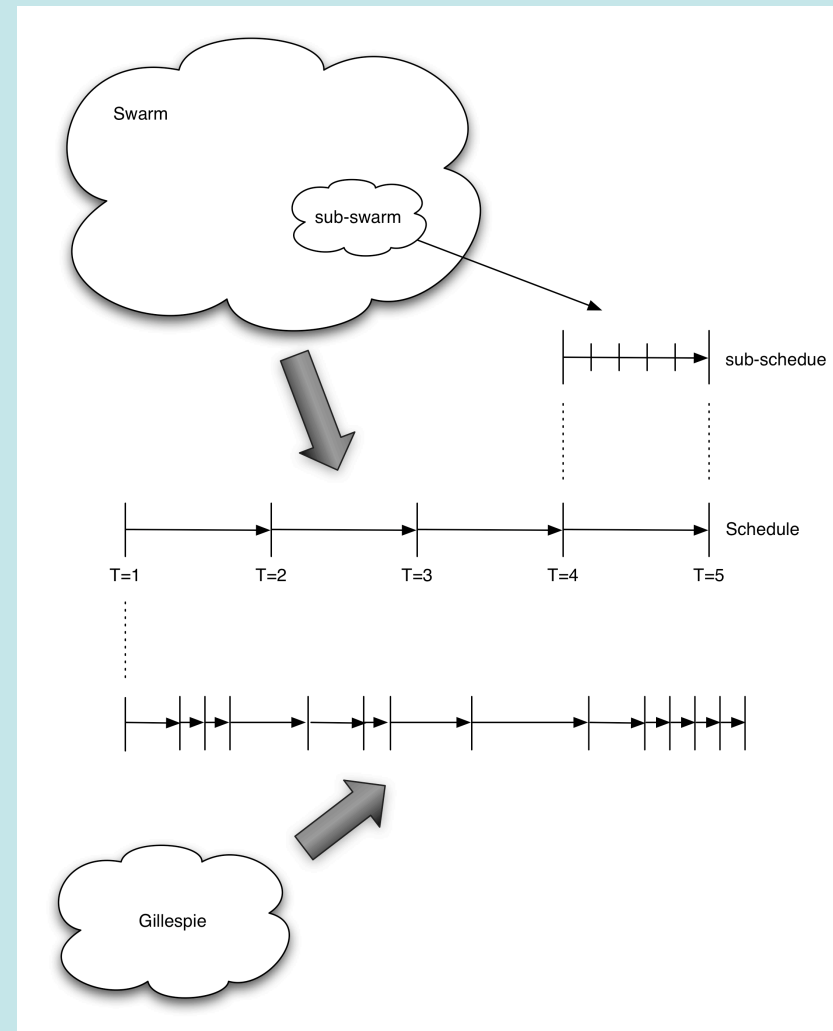 Swarm
sub-swarm
sub-schedue
Schedule
T=1 T=2 T=3 T=4 T=5
Gillespie